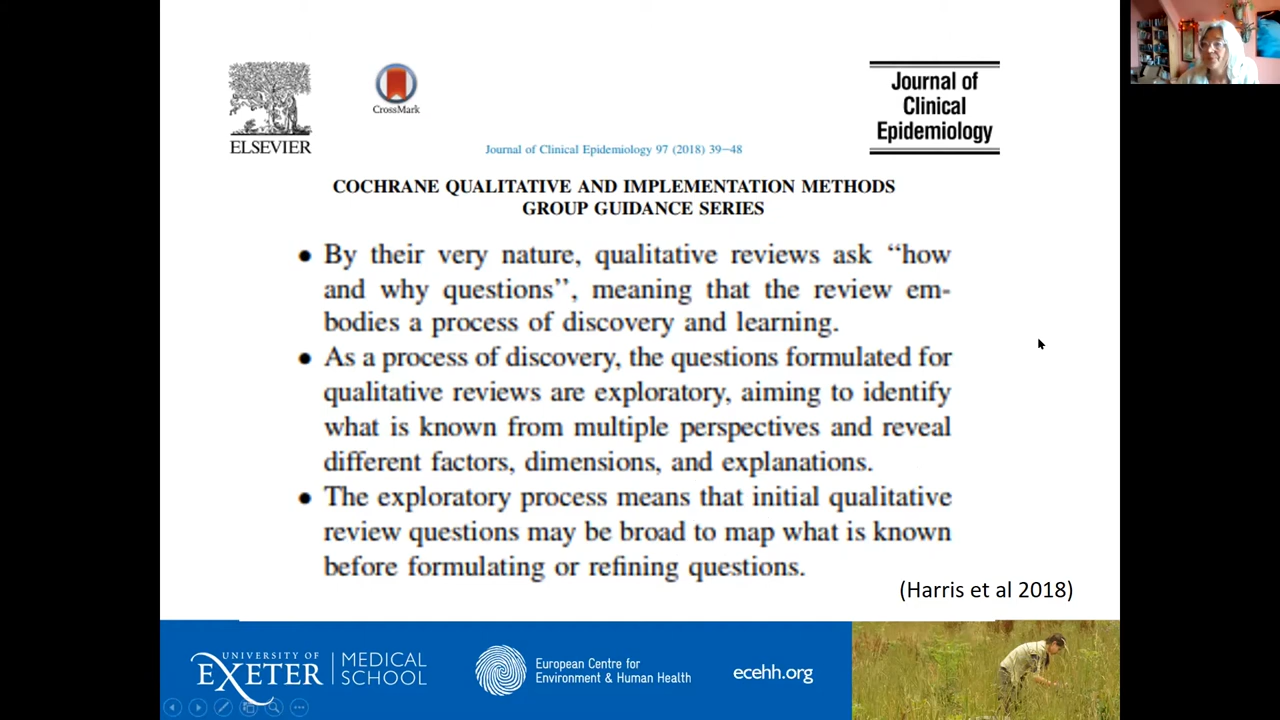 ELSEVIER
CrossMark
Journal of
Clinical
Epidemiology
Journal of Clinical Epidemiology 97 (2018) 39–48
COCHRANE QUALITATIVE AND IMPLEMENTATION METHODS
GROUP GUIDANCE SERIES
• By their very nature, qualitative reviews ask ‘‘how
and why questions’’, meaning that the review em-
bodies a process of discovery and learning.
• As a process of discovery, the questions formulated for
qualitative reviews are exploratory, aiming to identify
what is known from multiple perspectives and reveal
different factors, dimensions, and explanations.
• The exploratory process means that initial qualitative
review questions may be broad to map what is known
before formulating or refining questions.
(Harris et al 2018)
UNIVERSITY OF
EXETER
MEDICAL
SCHOOL
European Centre for
Environment & Human Health
ecehh.org